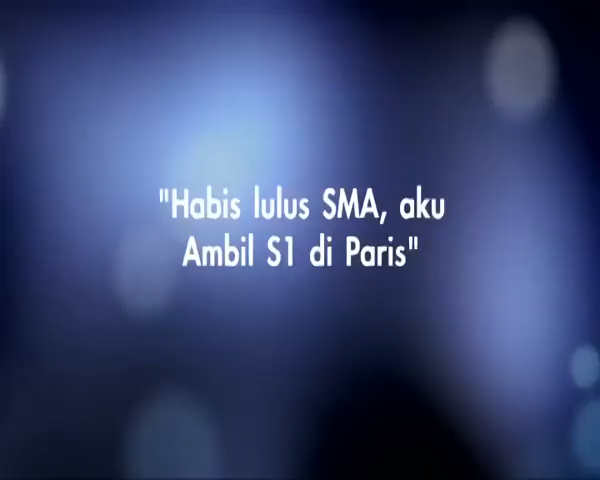 "Habis lulus SMA, aku
Ambil S1 di Paris"